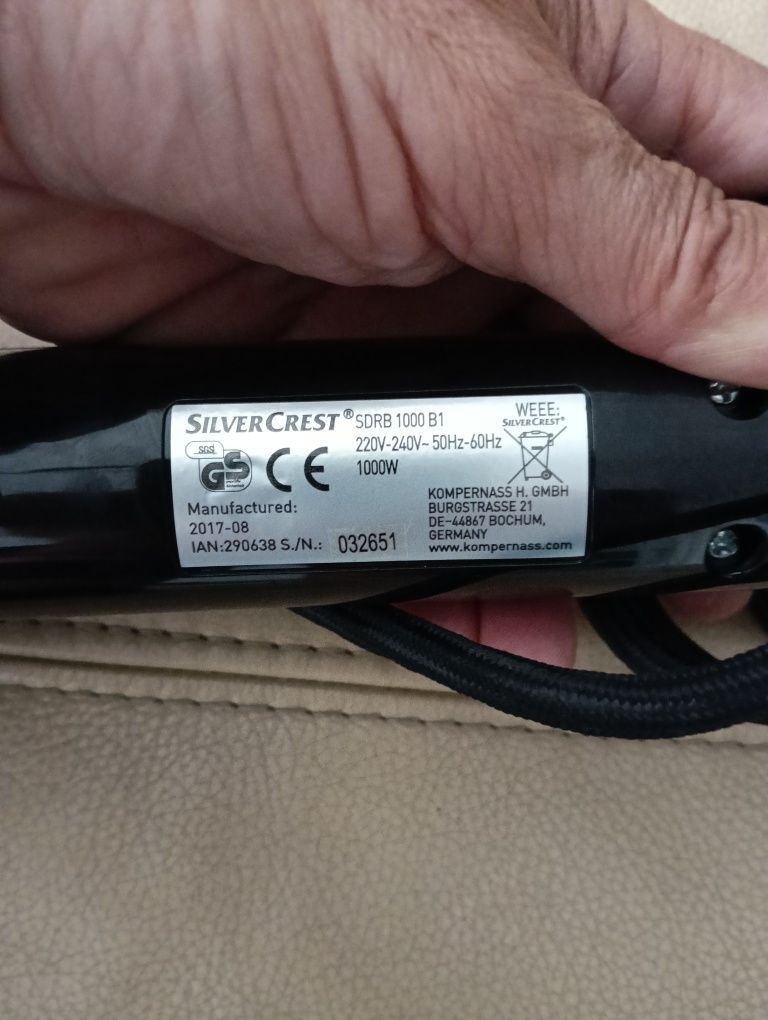 SILVERCREST® SDRB 1000 B1
220V-240V~ 50Hz-60Hz
1000W
SGS
GS
CE
WEEE:
SILVERCREST®
Manufactured:
2017-08
IAN:290638 S./N.: 032651
KOMPERNASS H. GMBH
BURGSTRASSE 21
DE-44867 BOCHUM,
GERMANY
www.kompernass.com